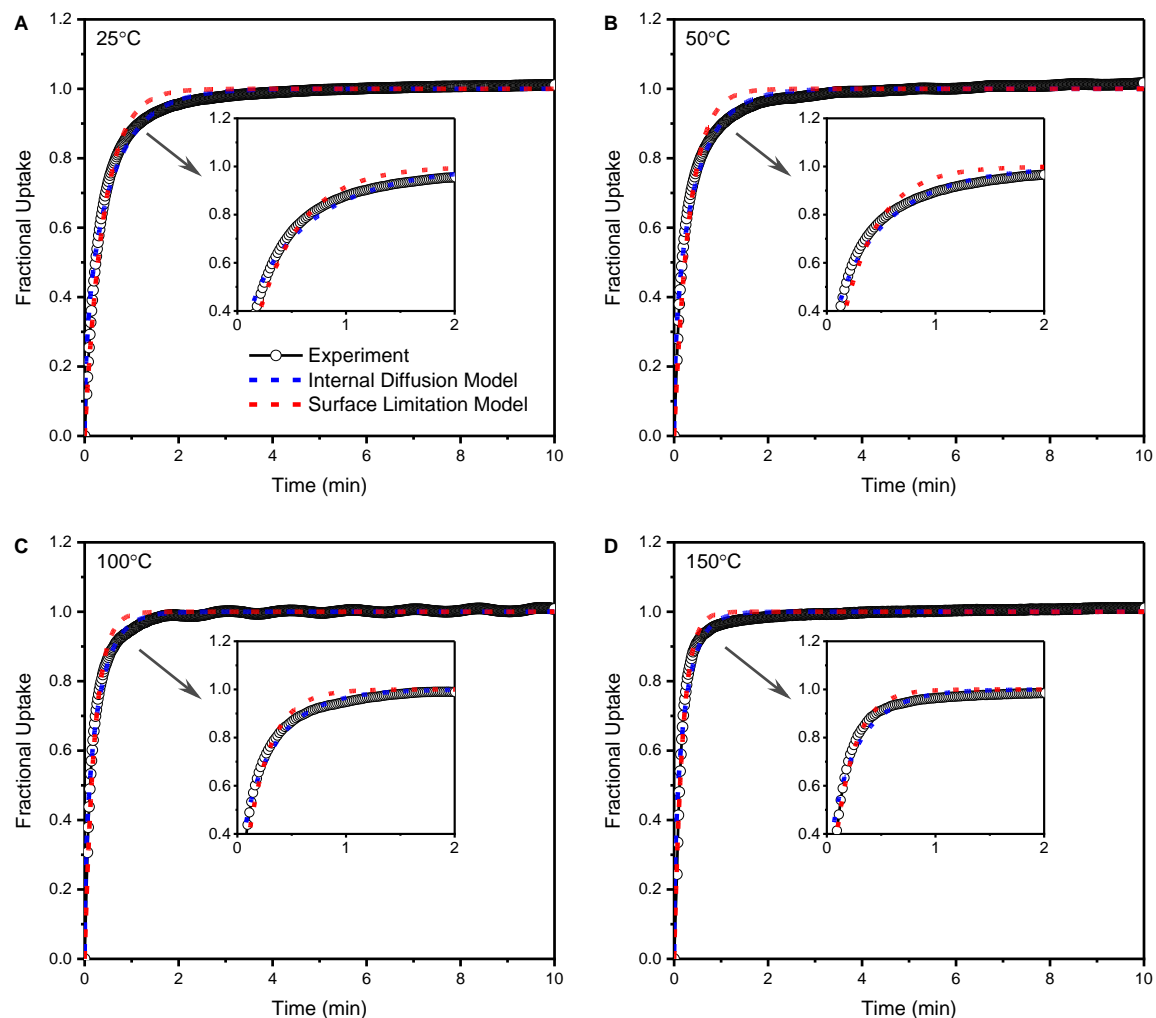 A
25°C
1.2
1.0
0.8
0.6
0.4
0.2
0.0
Fractional Uptake
0 2 4 6 8 10
Time (min)
1.2
1.0
0.8
0.6
0.4
0 1 2
Experiment
Internal Diffusion Model
Surface Limitation Model
B
50°C
1.2
1.0
0.8
0.6
0.4
0.2
0.0
Fractional Uptake
0 2 4 6 8 10
Time (min)
1.2
1.0
0.8
0.6
0.4
0 1 2
C
100°C
1.2
1.0
0.8
0.6
0.4
0.2
0.0
Fractional Uptake
0 2 4 6 8 10
Time (min)
1.2
1.0
0.8
0.6
0.4
0 1 2
D
150°C
1.2
1.0
0.8
0.6
0.4
0.2
0.0
Fractional Uptake
0 2 4 6 8 10
Time (min)
1.2
1.0
0.8
0.6
0.4
0 1 2